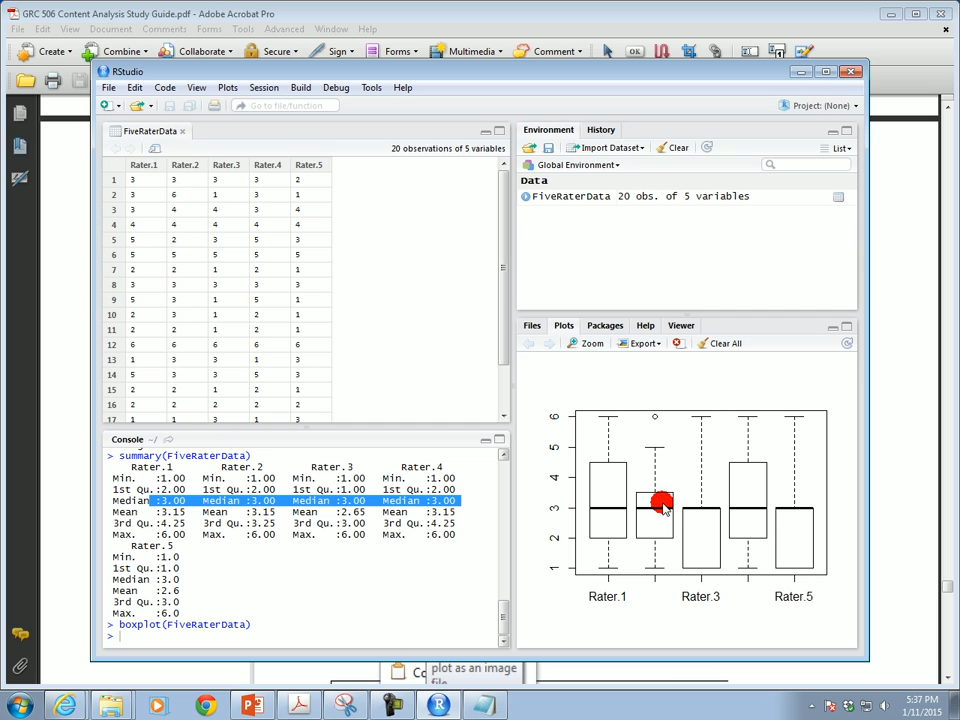 GRC 506 Content Analysis Study Guide.pdf - Adobe Acrobat Pro
File Edit View Document Comments Forms Tools Advanced Window Help
Create Combine Collaborate Secure Sign Forms Multimedia Comment
RStudio
File Edit Code View Plots Session Build Debug Tools Help
Go to file/function Project: (None)
FiveRaterData
20 observations of 5 variables
Rater.1 Rater.2 Rater.3 Rater.4 Rater.5
1 3 3 3 3 2
2 3 6 1 3 1
3 3 4 4 3 4
4 4 4 4 4 4
5 5 2 3 5 3
6 5 5 5 5 5
7 2 2 1 2 1
8 3 3 3 3 3
9 5 3 1 5 1
10 2 3 1 2 1
11 2 2 1 2 1
12 6 6 6 6 6
13 1 3 3 1 3
14 5 3 3 5 3
15 2 2 1 2 1
16 2 2 2 2 2
17 1 1 3 1 3
Console ~/
> summary(FiveRaterData)
Rater.1 Rater.2 Rater.3 Rater.4
Min. :1.00 Min. :1.00 Min. :1.00 Min. :1.00
1st Qu.:2.00 1st Qu.:2.00 1st Qu.:1.00 1st Qu.:2.00
Median :3.00 Median :3.00 Median :3.00 Median :3.00
Mean :3.15 Mean :3.15 Mean :2.65 Mean :3.15
3rd Qu.:4.25 3rd Qu.:3.25 3rd Qu.:3.00 3rd Qu.:4.25
Max. :6.00 Max. :6.00 Max. :6.00 Max. :6.00
Rater.5
Min. :1.0
1st Qu.:1.0
Median :3.0
Mean :2.6
3rd Qu.:3.0
Max. :6.0
> boxplot(FiveRaterData)
>
Environment History
Import Dataset Clear List
Global Environment
Data
FiveRaterData 20 obs. of 5 variables
Files Plots Packages Help Viewer
Zoom Export Clear All
6
5
4
3
2
1
Rater.1 Rater.3 Rater.5
plot as an image
file.
5:37 PM
1/11/2015